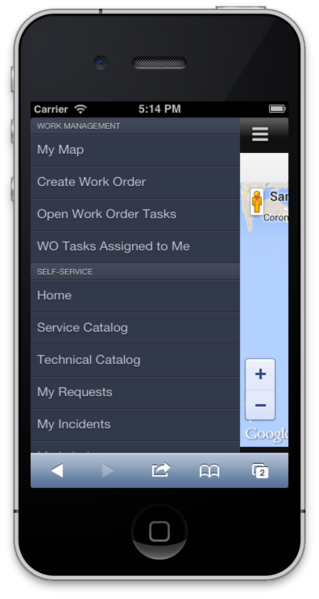 Carrier 5:14 PM
WORK MANAGEMENT
My Map
Create Work Order
Open Work Order Tasks
WO Tasks Assigned to Me
SELF-SERVICE
Home
Service Catalog
Technical Catalog
My Requests
My Incidents
San
Coron
+
−
Google
2